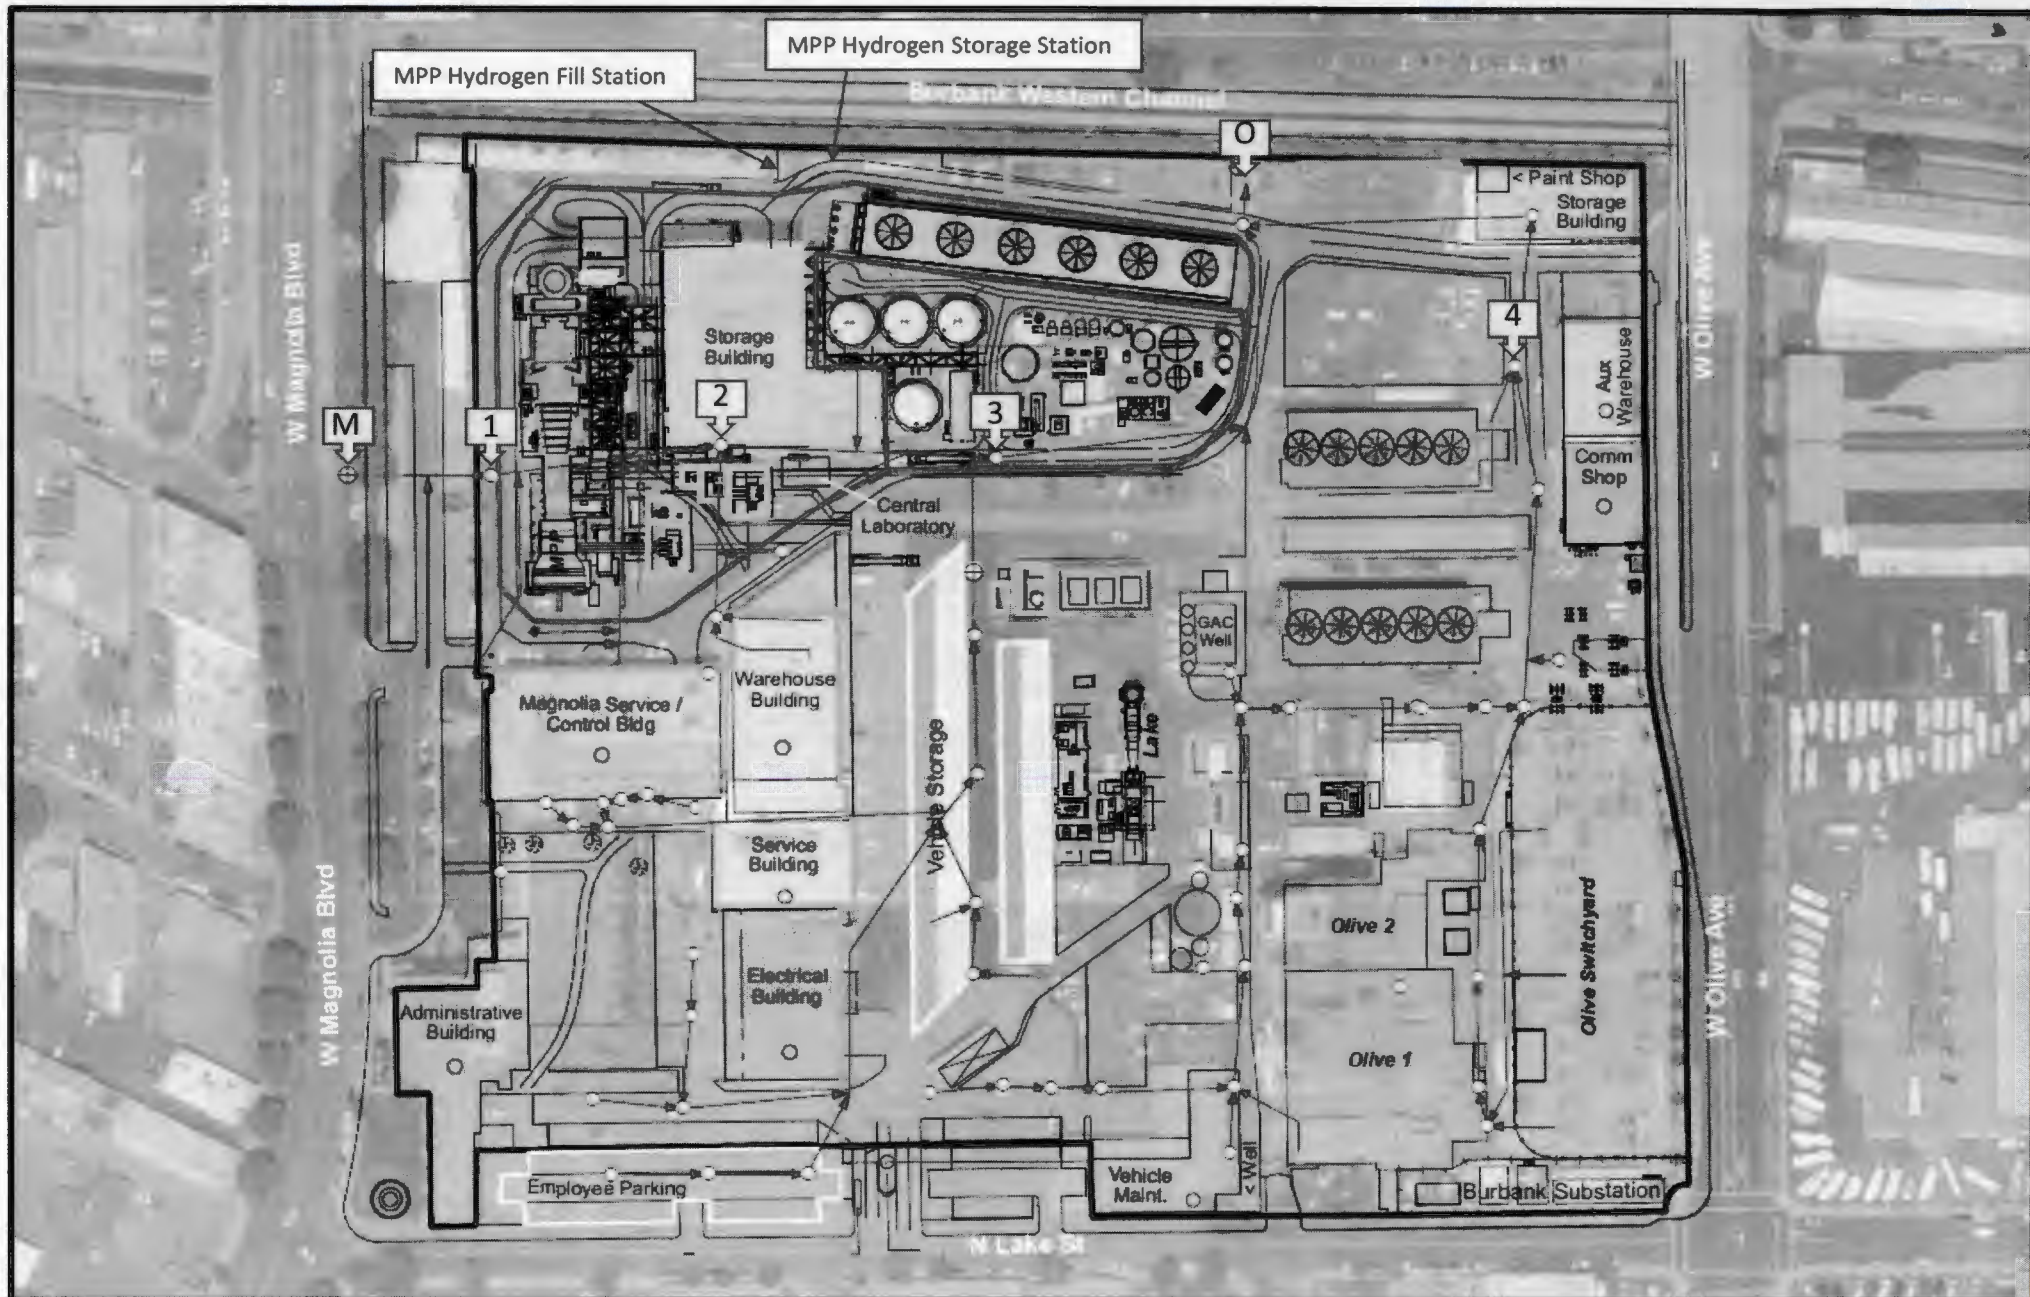 MPP Hydrogen Storage Station
MPP Hydrogen Fill Station
Burbank Western Channel
O
< Paint Shop
Storage
Building
W Magnolia Blvd
W Olive Av
4
Storage
Building
Aux
Warehouse
2
3
M
1
Comm
Shop
Central
Laboratory
MPP
CT
GAC
Well
Warehouse
Building
Magnolia Service /
Control Bldg
Lake
Vehicle Storage
Service
Building
W Magnolia Blvd
Olive 2
Olive Switchyard
W Olive Ave
Electrical
Building
Administrative
Building
Olive 1
< Well
Vehicle
Maint.
Employee Parking
Burbank Substation
N Lake St